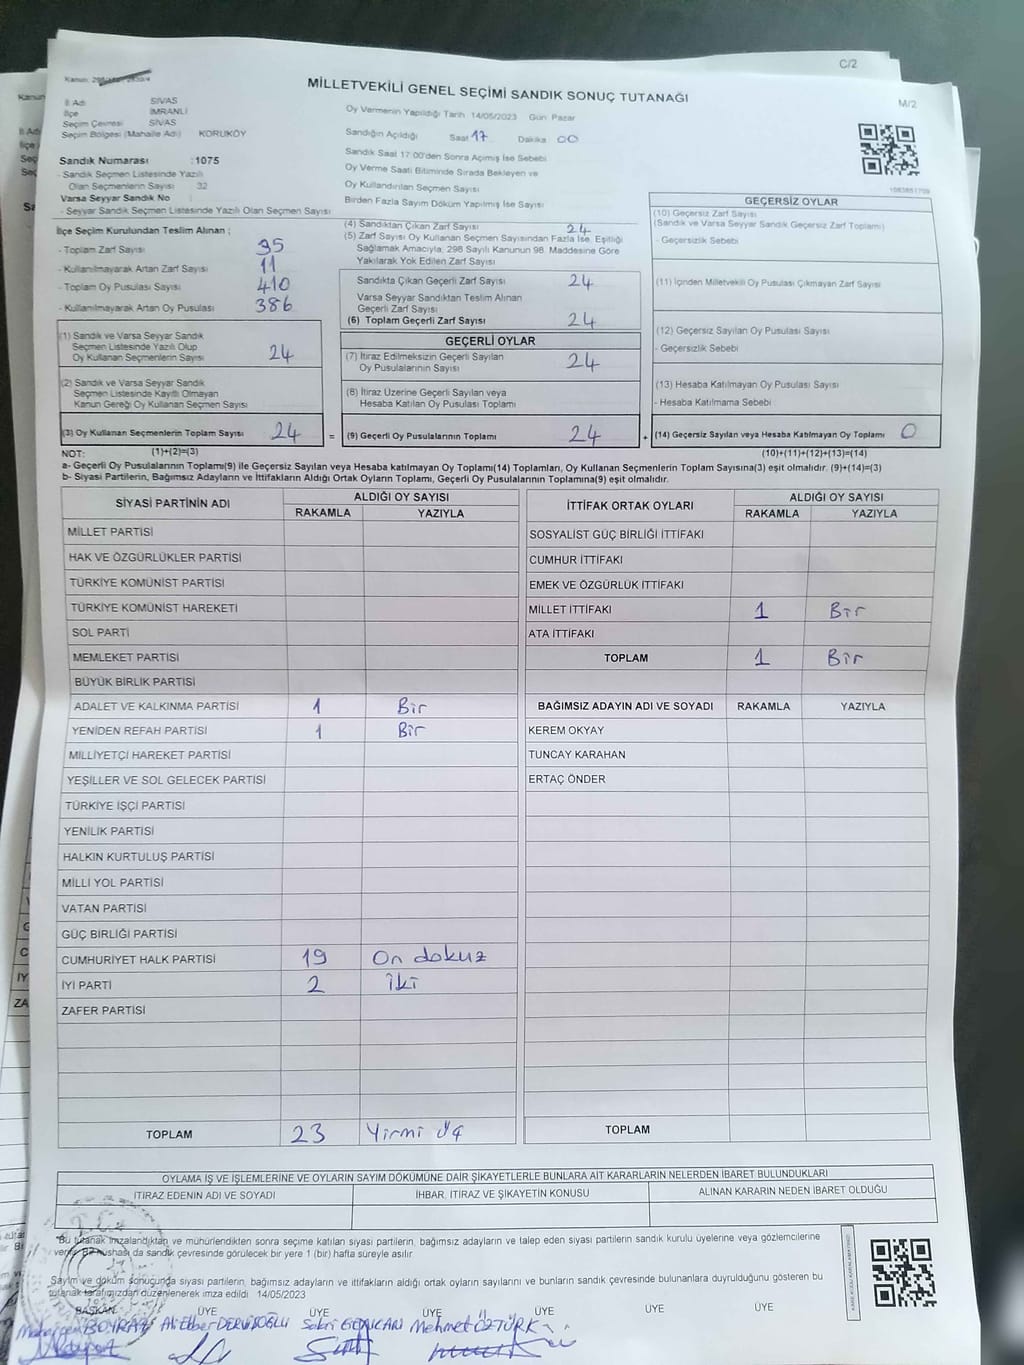 C/2
MİLLETVEKİLİ GENEL SEÇİMİ SANDIK SONUÇ TUTANAĞI
M/2
İl Adı SİVAS
İlçe İMRANLI
Seçim Çevresi SİVAS
Seçim Bölgesi (Mahalle Adı) KORUKÖY
Oy Vermenin Yapıldığı Tarih 14/05/2023 Gün Pazar
Sandığın Açıldığı Saat 17 Dakika 00
Sandık Saat 17.00'den Sonra Açımış İse Sebebi
Oy Verme Saati Bitiminde Sırada Bekleyen ve
Oy Kullandırılan Seçmen Sayısı
Birden Fazla Sayım Döküm Yapılmış İse Sayısı
Sandık Numarası : 1075
- Sandık Seçmen Listesinde Yazılı
Olan Seçmenlerin Sayısı 32
Varsa Seyyar Sandık No :
- Seyyar Sandık Seçmen Listesinde Yazılı Olan Seçmen Sayısı
İlçe Seçim Kurulundan Teslim Alınan ;
- Toplam Zarf Sayısı 35
- Kullanılmayarak Artan Zarf Sayısı 11
- Toplam Oy Pusulası Sayısı 410
- Kullanılmayarak Artan Oy Pusulası 386
(1) Sandık ve Varsa Seyyar Sandık
Seçmen Listesinde Yazılı Olup
Oy Kullanan Seçmenlerin Sayısı 24
(2) Sandık ve Varsa Seyyar Sandık
Seçmen Listesinde Kayıtlı Olmayan
Kanun Gereği Oy Kullanan Seçmen Sayısı
(3) Oy Kullanan Seçmenlerin Toplam Sayısı 24
(4) Sandıktan Çıkan Zarf Sayısı 24
(5) Zarf Sayısı Oy Kullanan Seçmen Sayısından Fazla İse, Eşitliği
Sağlamak Amacıyla, 298 Sayılı Kanunun 98. Maddesine Göre
Yakılarak Yok Edilen Zarf Sayısı
Sandıkta Çıkan Geçerli Zarf Sayısı 24
Varsa Seyyar Sandıktan Teslim Alınan
Geçerli Zarf Sayısı
(6) Toplam Geçerli Zarf Sayısı 24
GEÇERLİ OYLAR
(7) İtiraz Edilmeksizin Geçerli Sayılan
Oy Pusulalarının Sayısı 24
(8) İtiraz Üzerine Geçerli Sayılan veya
Hesaba Katılan Oy Pusulası Toplamı
= (9) Geçerli Oy Pusulalarının Toplamı 24
GEÇERSİZ OYLAR
(10) Geçersiz Zarf Sayısı
(Sandık ve Varsa Seyyar Sandık Geçersiz Zarf Toplamı)
- Geçersizlik Sebebi
(11) İçinden Milletvekili Oy Pusulası Çıkmayan Zarf Sayısı
(12) Geçersiz Sayılan Oy Pusulası Sayısı
- Geçersizlik Sebebi
(13) Hesaba Katılmayan Oy Pusulası Sayısı
- Hesaba Katılmama Sebebi
+ (14) Geçersiz Sayılan veya Hesaba Katılmayan Oy Toplamı 0
NOT: (1)+(2)=(3) (10)+(11)+(12)+(13)=(14)
a- Geçerli Oy Pusulalarının Toplamı(9) ile Geçersiz Sayılan veya Hesaba katılmayan Oy Toplamı(14) Toplamları, Oy Kullanan Seçmenlerin Toplam Sayısına(3) eşit olmalıdır. (9)+(14)=(3)
b- Siyasi Partilerin, Bağımsız Adayların ve İttifakların Aldığı Ortak Oyların Toplamı, Geçerli Oy Pusulalarının Toplamına(9) eşit olmalıdır.
SİYASİ PARTİNİN ADI ALDIĞI OY SAYISI
RAKAMLA YAZIYLA
MİLLET PARTİSİ
HAK VE ÖZGÜRLÜKLER PARTİSİ
TÜRKİYE KOMÜNİST PARTİSİ
TÜRKİYE KOMÜNİST HAREKETİ
SOL PARTİ
MEMLEKET PARTİSİ
BÜYÜK BİRLİK PARTİSİ
ADALET VE KALKINMA PARTİSİ 1 Bir
YENİDEN REFAH PARTİSİ 1 Bir
MİLLİYETÇİ HAREKET PARTİSİ
YEŞİLLER VE SOL GELECEK PARTİSİ
TÜRKİYE İŞÇİ PARTİSİ
YENİLİK PARTİSİ
HALKIN KURTULUŞ PARTİSİ
MİLLİ YOL PARTİSİ
VATAN PARTİSİ
GÜÇ BİRLİĞİ PARTİSİ
CUMHURİYET HALK PARTİSİ 19 On dokuz
İYİ PARTİ 2 iki
ZAFER PARTİSİ
TOPLAM 23 Yirmi üç
İTTİFAK ORTAK OYLARI ALDIĞI OY SAYISI
RAKAMLA YAZIYLA
SOSYALİST GÜÇ BİRLİĞİ İTTİFAKI
CUMHUR İTTİFAKI
EMEK VE ÖZGÜRLÜK İTTİFAKI
MİLLET İTTİFAKI 1 Bir
ATA İTTİFAKI
TOPLAM 1 Bir
BAĞIMSIZ ADAYIN ADI VE SOYADI RAKAMLA YAZIYLA
KEREM OKYAY
TUNCAY KARAHAN
ERTAÇ ÖNDER
TOPLAM
OYLAMA İŞ VE İŞLEMLERİNE VE OYLARIN SAYIM DÖKÜMÜNE DAİR ŞİKAYETLERLE BUNLARA AİT KARARLARIN NELERDEN İBARET BULUNDUKLARI
İTİRAZ EDENİN ADI VE SOYADI İHBAR, İTİRAZ VE ŞİKAYETİN KONUSU ALINAN KARARIN NEDEN İBARET OLDUĞU
"Bu tutanak imzalandıktan ve mühürlendikten sonra seçime katılan siyasi partilerin, bağımsız adayların ve talep eden siyasi partilerin sandık kurulu üyelerine veya gözlemcilerine
verilir. Bir nüshası da sandık çevresinde görülecek bir yere 1 (bir) hafta süreyle asılır.
Sayım ve döküm sonucunda siyasi partilerin, bağımsız adayların ve ittifakların aldığı ortak oyların sayılarını ve bunların sandık çevresinde bulunanlara duyrulduğunu gösteren bu
tutanak tarafımızdan düzenlenerek imza edildi. 14/05/2023
BAŞKAN ÜYE ÜYE ÜYE ÜYE ÜYE ÜYE
Mehmet ÖZTÜRK